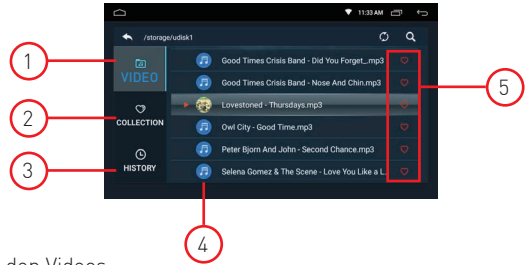 11:33 AM
/storage/udisk1
1
VIDEO
Good Times Crisis Band - Did You Forget_.mp3
Good Times Crisis Band - Nose And Chin.mp3
5
2
COLLECTION
Lovestoned - Thursdays.mp3
Owl City - Good Time.mp3
3
HISTORY
Peter Bjorn And John - Second Chance.mp3
Selena Gomez & The Scene - Love You Like a L...
4
den Videos